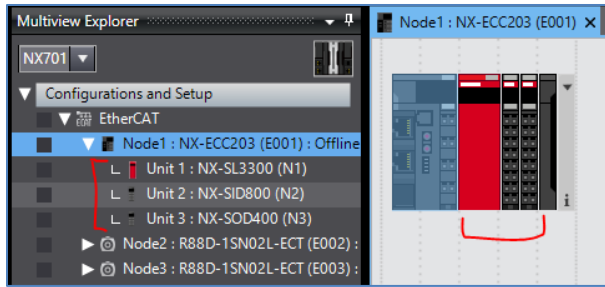 Multiview Explorer
NX701
Configurations and Setup
EtherCAT
Node1 : NX-ECC203 (E001) : Offline
Unit 1 : NX-SL3300 (N1)
Unit 2 : NX-SID800 (N2)
Unit 3 : NX-SOD400 (N3)
Node2 : R88D-1SN02L-ECT (E002) :
Node3 : R88D-1SN02L-ECT (E003) :
Node1 : NX-ECC203 (E001)
i